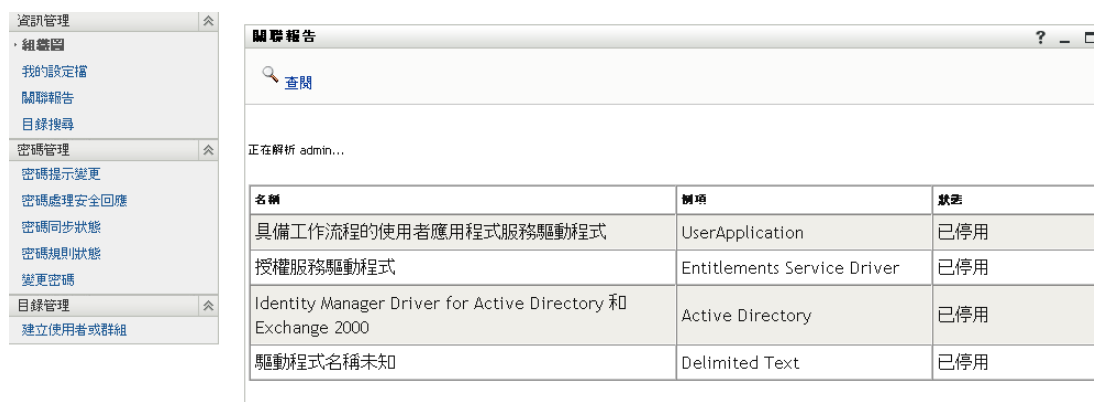 資訊管理
組織圖
我的設定檔
關聯報告
目錄搜尋
密碼管理
密碼提示變更
密碼處理安全回應
密碼同步狀態
密碼規則狀態
變更密碼
目錄管理
建立使用者或群組
關聯報告 ?
查閱
正在解析 admin...
名稱 例項 狀態
具備工作流程的使用者應用程式服務驅動程式 UserApplication 已停用
授權服務驅動程式 Entitlements Service Driver 已停用
Identity Manager Driver for Active Directory 和
Exchange 2000 Active Directory 已停用
驅動程式名稱未知 Delimited Text 已停用